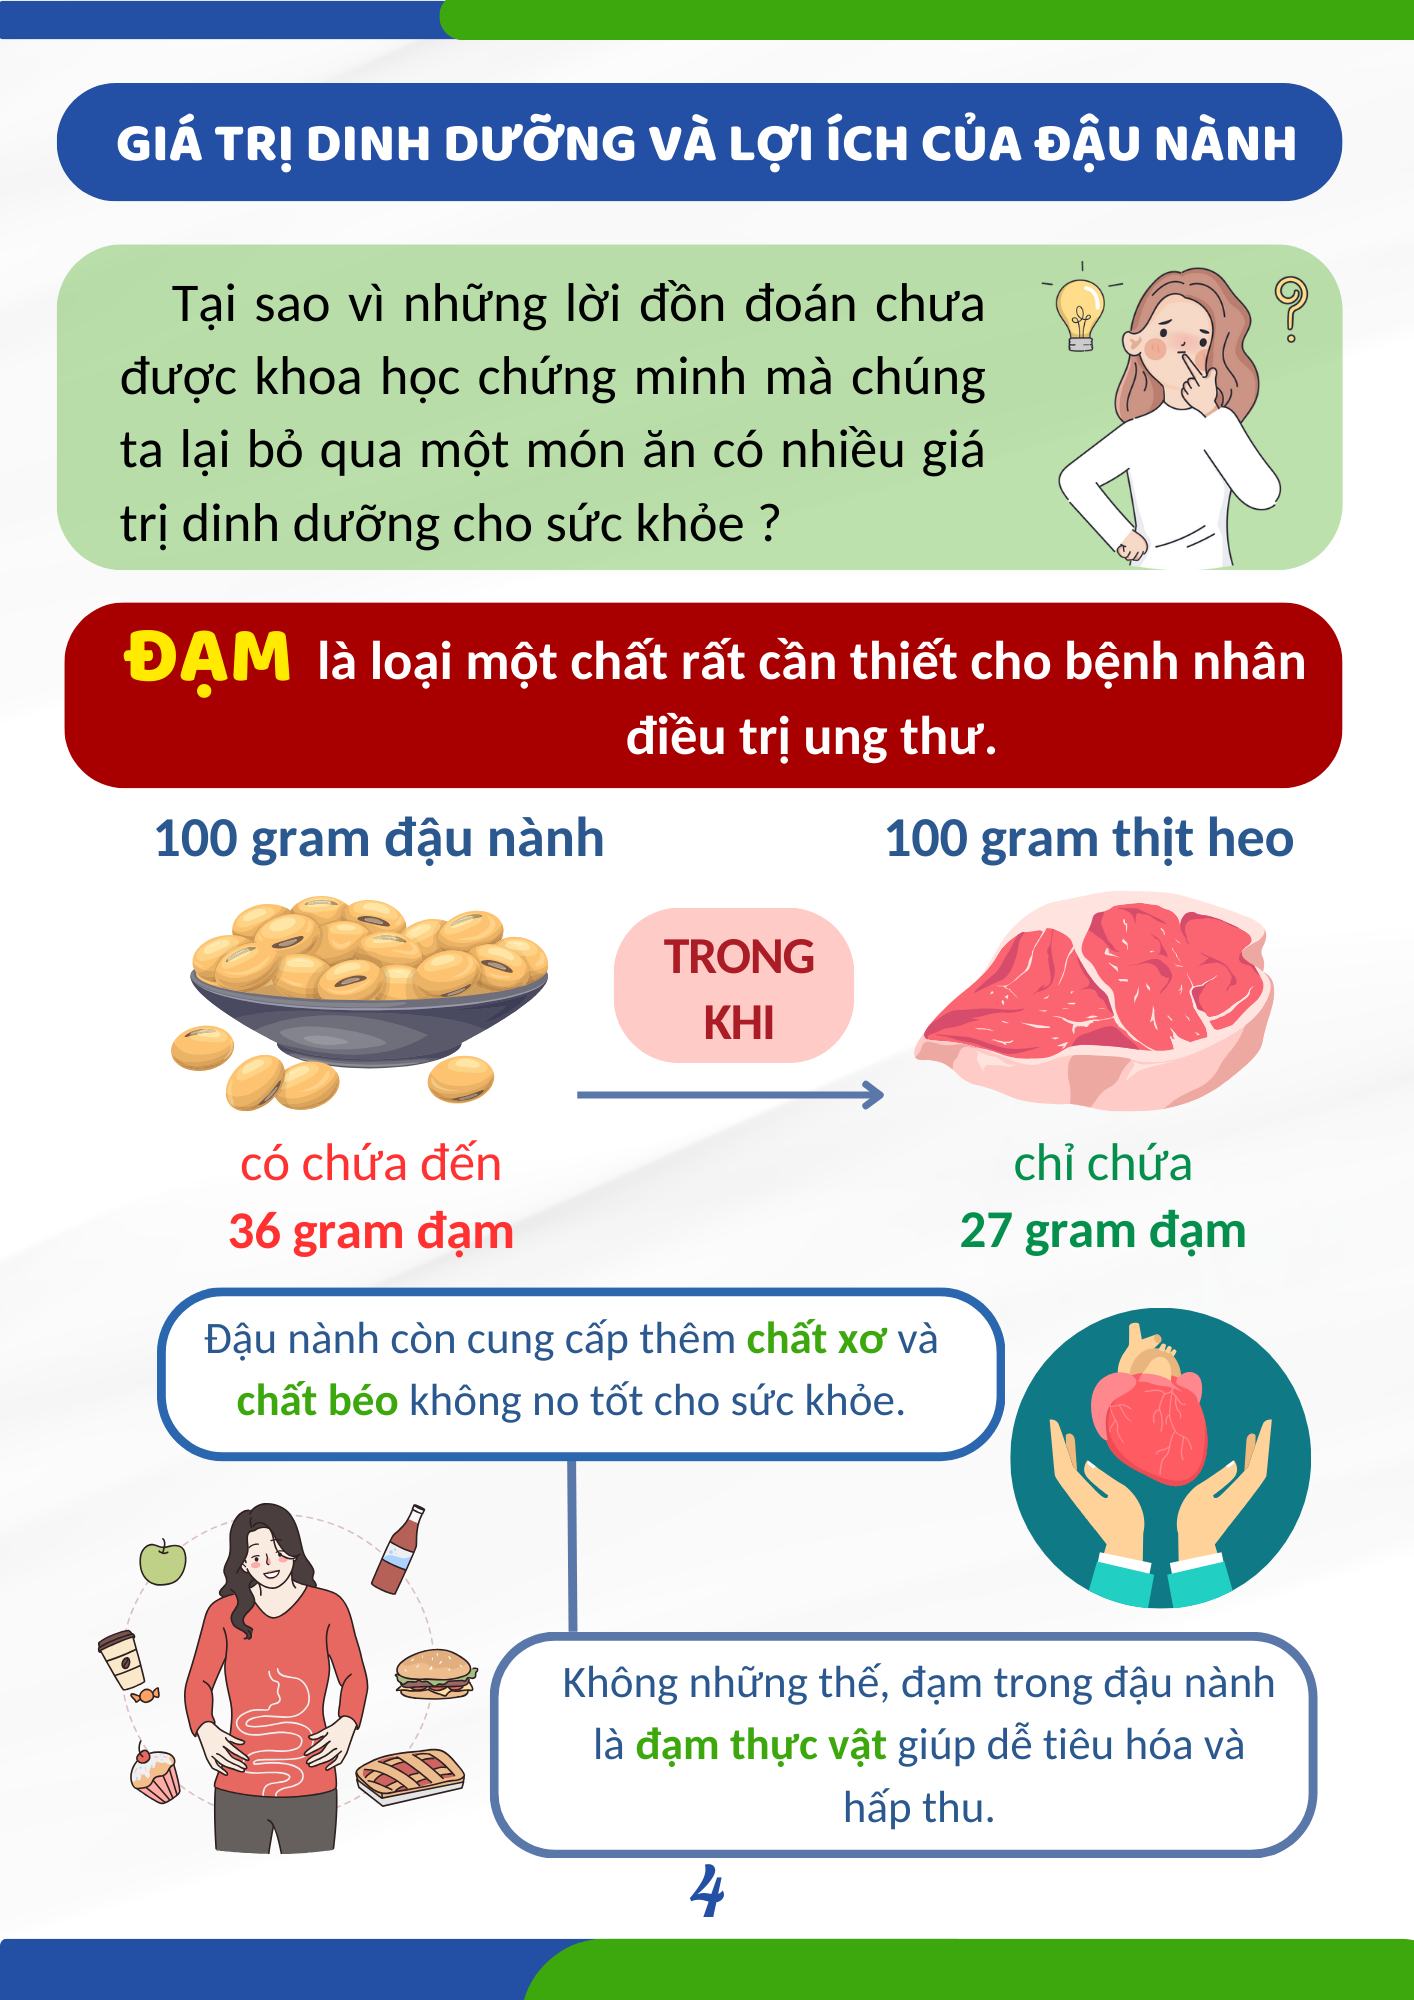 GIÁ TRỊ DINH DƯỠNG VÀ LỢI ÍCH CỦA ĐẬU NÀNH
Tại sao vì những lời đồn đoán chưa
được khoa học chứng minh mà chúng
ta lại bỏ qua một món ăn có nhiều giá
trị dinh dưỡng cho sức khỏe ?
ĐẠM là loại một chất rất cần thiết cho bệnh nhân
điều trị ung thư.
100 gram đậu nành
100 gram thịt heo
TRONG
KHI
có chứa đến
36 gram đạm
chỉ chứa
27 gram đạm
Đậu nành còn cung cấp thêm chất xơ và
chất béo không no tốt cho sức khỏe.
Không những thế, đạm trong đậu nành
là đạm thực vật giúp dễ tiêu hóa và
hấp thu.
4